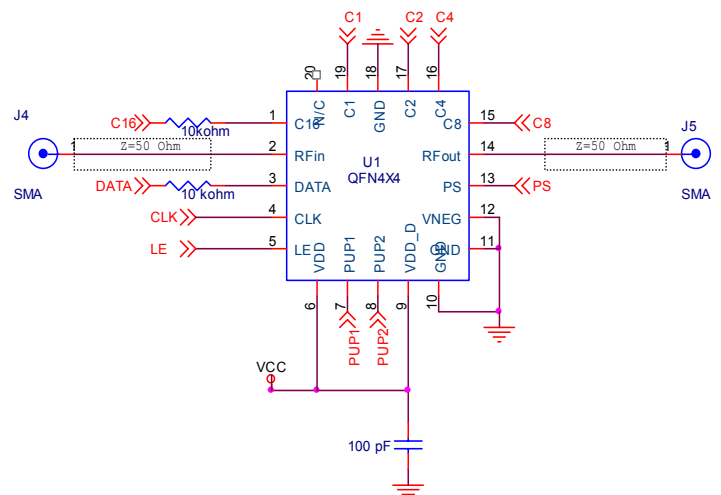 C1 C2 C4
20 19 18 17 16
N/C C1 GND C2 C4
J4
C16 10kohm 1 C16 C8 15 C8
J5
1 Z=50 Ohm 2 RFin U1 RFout 14 Z=50 Ohm 1
QFN4X4
SMA DATA 10 kohm 3 DATA PS 13 PS SMA
CLK 4 CLK VNEG 12
LE 5 LE GND 11
VDD PUP1 PUP2 VDD_D GND
6 7 8 9 10
PUP1 PUP2
VCC
100 pF